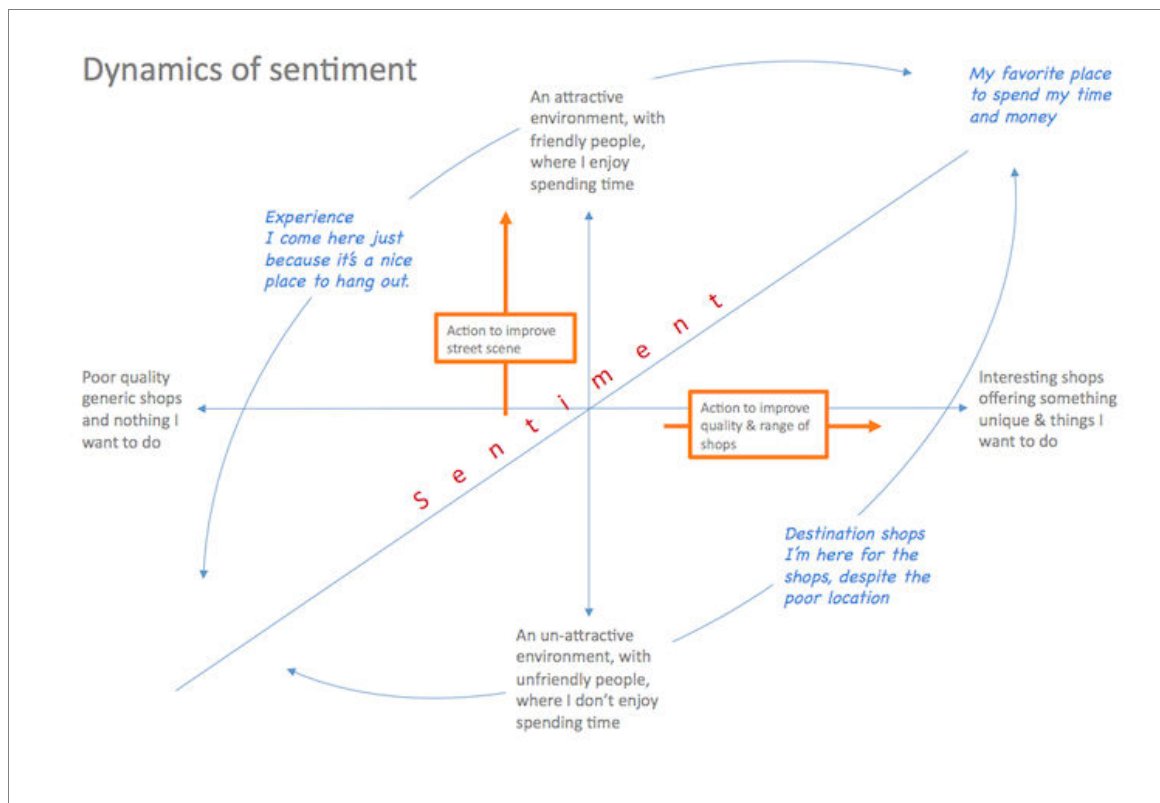 Dynamics of sentiment
An attractive
environment, with
friendly people,
where I enjoy
spending time
My favorite place
to spend my time
and money
Experience
I come here just
because it's a nice
place to hang out.
Action to improve
street scene
Sentiment
Poor quality
generic shops
and nothing I
want to do
Action to improve
quality & range of
shops
Interesting shops
offering something
unique & things I
want to do
Destination shops
I'm here for the
shops, despite the
poor location
An un-attractive
environment, with
unfriendly people,
where I don't enjoy
spending time